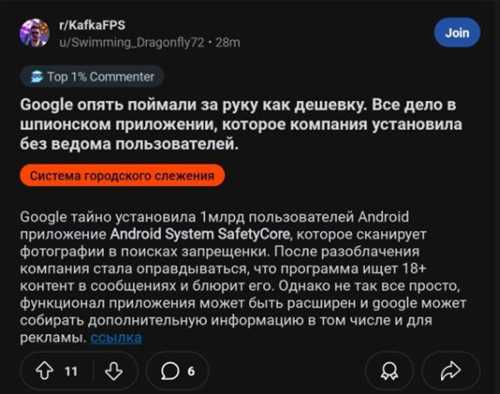 r/KafkaFPS
u/Swimming_Dragonfly72 • 28m
Join
Top 1% Commenter
Google опять поймали за руку как дешевку. Все дело в
шпионском приложении, которое компания установила
без ведома пользователей.
Система городского слежения
Google тайно установила 1млрд пользователей Android
приложение Android System SafetyCore, которое сканирует
фотографии в поисках запрещенки. После разоблачения
компания стала оправдываться, что программа ищет 18+
контент в сообщениях и блюрит его. Однако не так все просто,
функционал приложения может быть расширен и google может
собирать дополнительную информацию в том числе и для
рекламы. ссылка
11
6